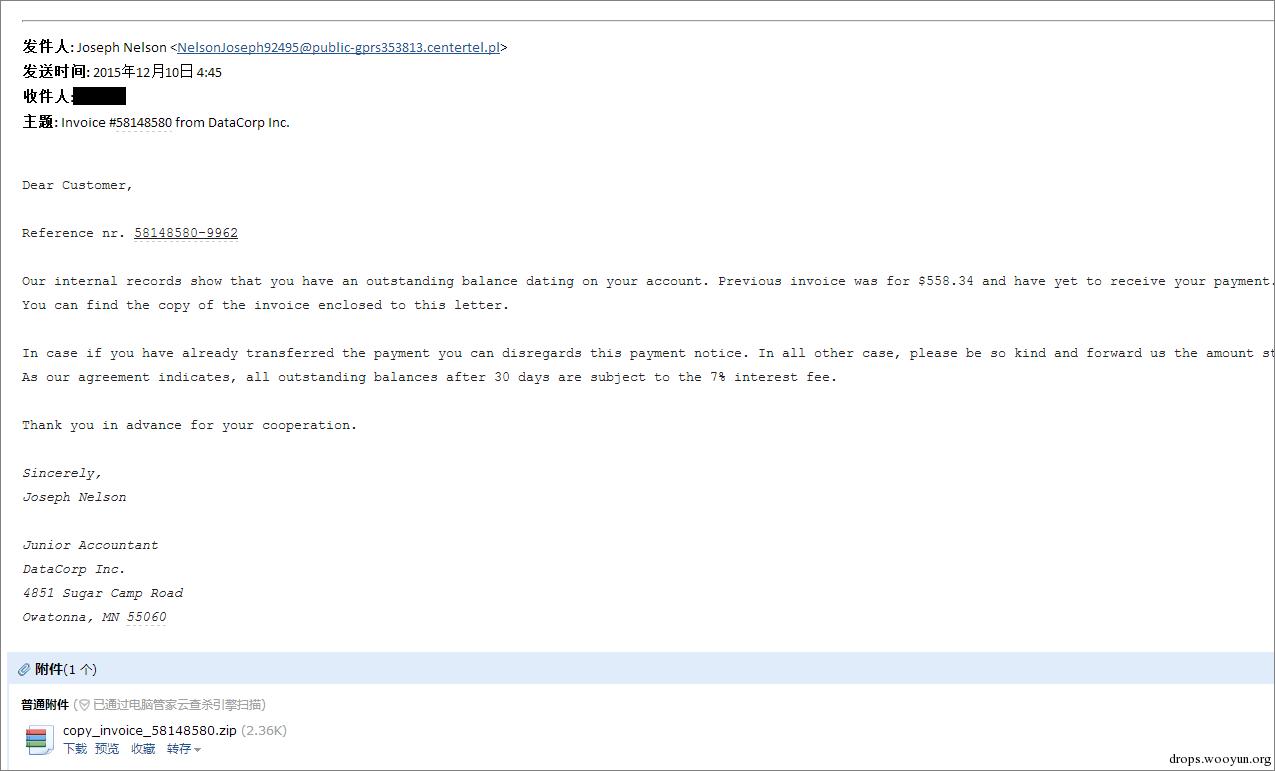 发件人: Joseph Nelson <NelsonJoseph92495@public-gprs353813.centertel.pl>
发送时间: 2015年12月10日 4:45
收件人:
主题: Invoice #58148580 from DataCorp Inc.
Dear Customer,
Reference nr. 58148580-9962
Our internal records show that you have an outstanding balance dating on your account. Previous invoice was for $558.34 and have yet to receive your payment.
You can find the copy of the invoice enclosed to this letter.
In case if you have already transferred the payment you can disregards this payment notice. In all other case, please be so kind and forward us the amount
As our agreement indicates, all outstanding balances after 30 days are subject to the 7% interest fee.
Thank you in advance for your cooperation.
Sincerely,
Joseph Nelson
Junior Accountant
DataCorp Inc.
4851 Sugar Camp Road
Owatonna, MN 55060
附件(1 个)
普通附件 (已通过电脑管家云查杀引擎扫描)
copy_invoice_58148580.zip (2.36K)
下载 预览 收藏 转存
drops.wooyun.org